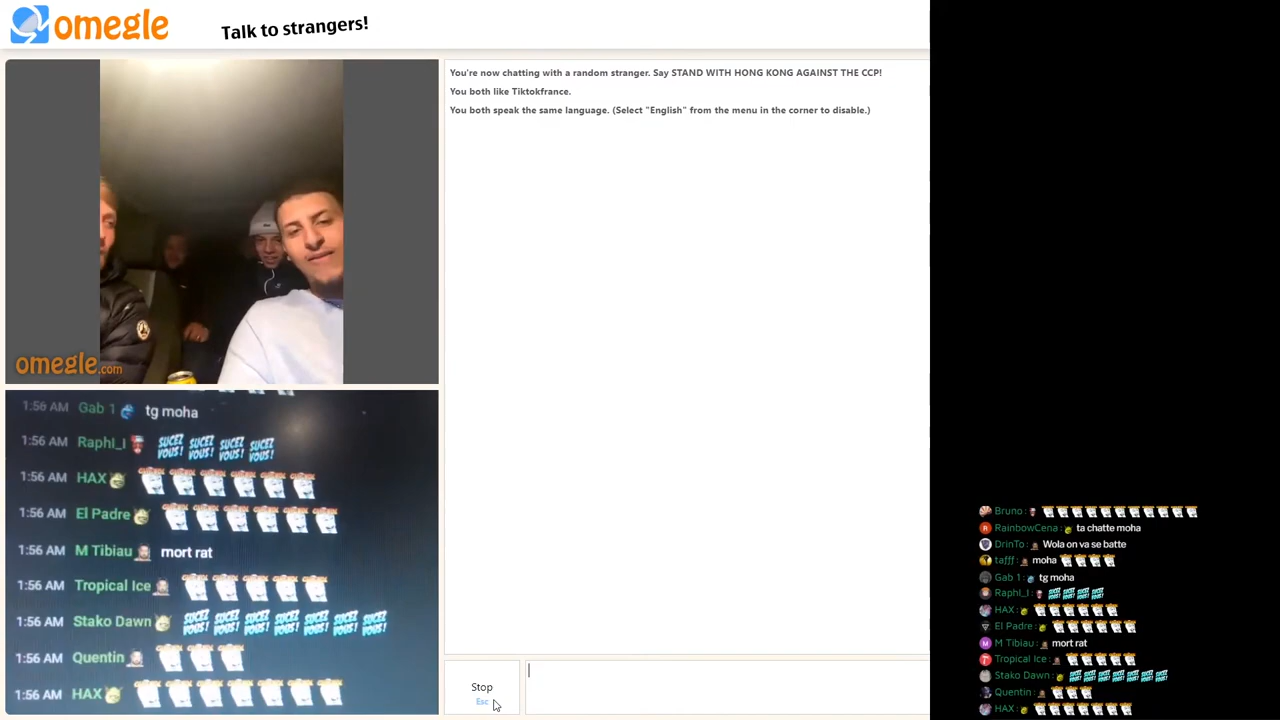 omegle
Talk to strangers!
You're now chatting with a random stranger. Say STAND WITH HONG KONG AGAINST THE CCP!
You both like Tiktokfrance.
You both speak the same language. (Select "English" from the menu in the corner to disable.)
omegle.com
1:56 AM Gab 1 tg moha
1:56 AM Raphl_l SUCEZ VOUS! SUCEZ VOUS! SUCEZ VOUS! SUCEZ VOUS!
1:56 AM HAX
1:56 AM El Padre
1:56 AM M Tibiau mort rat
1:56 AM Tropical Ice
1:56 AM Stako Dawn SUCEZ VOUS! SUCEZ VOUS! SUCEZ VOUS! SUCEZ VOUS! SUCEZ VOUS! SUCEZ VOUS! SUCEZ VOUS!
1:56 AM Quentin
1:56 AM HAX
Stop
Esc
Bruno :
RainbowCena : ta chatte moha
DrinTo : Wola on va se battre
tafff : moha
Gab 1 : tg moha
Raphl_l :
HAX :
El Padre :
M Tibiau : mort rat
Tropical Ice :
Stako Dawn :
Quentin :
HAX :